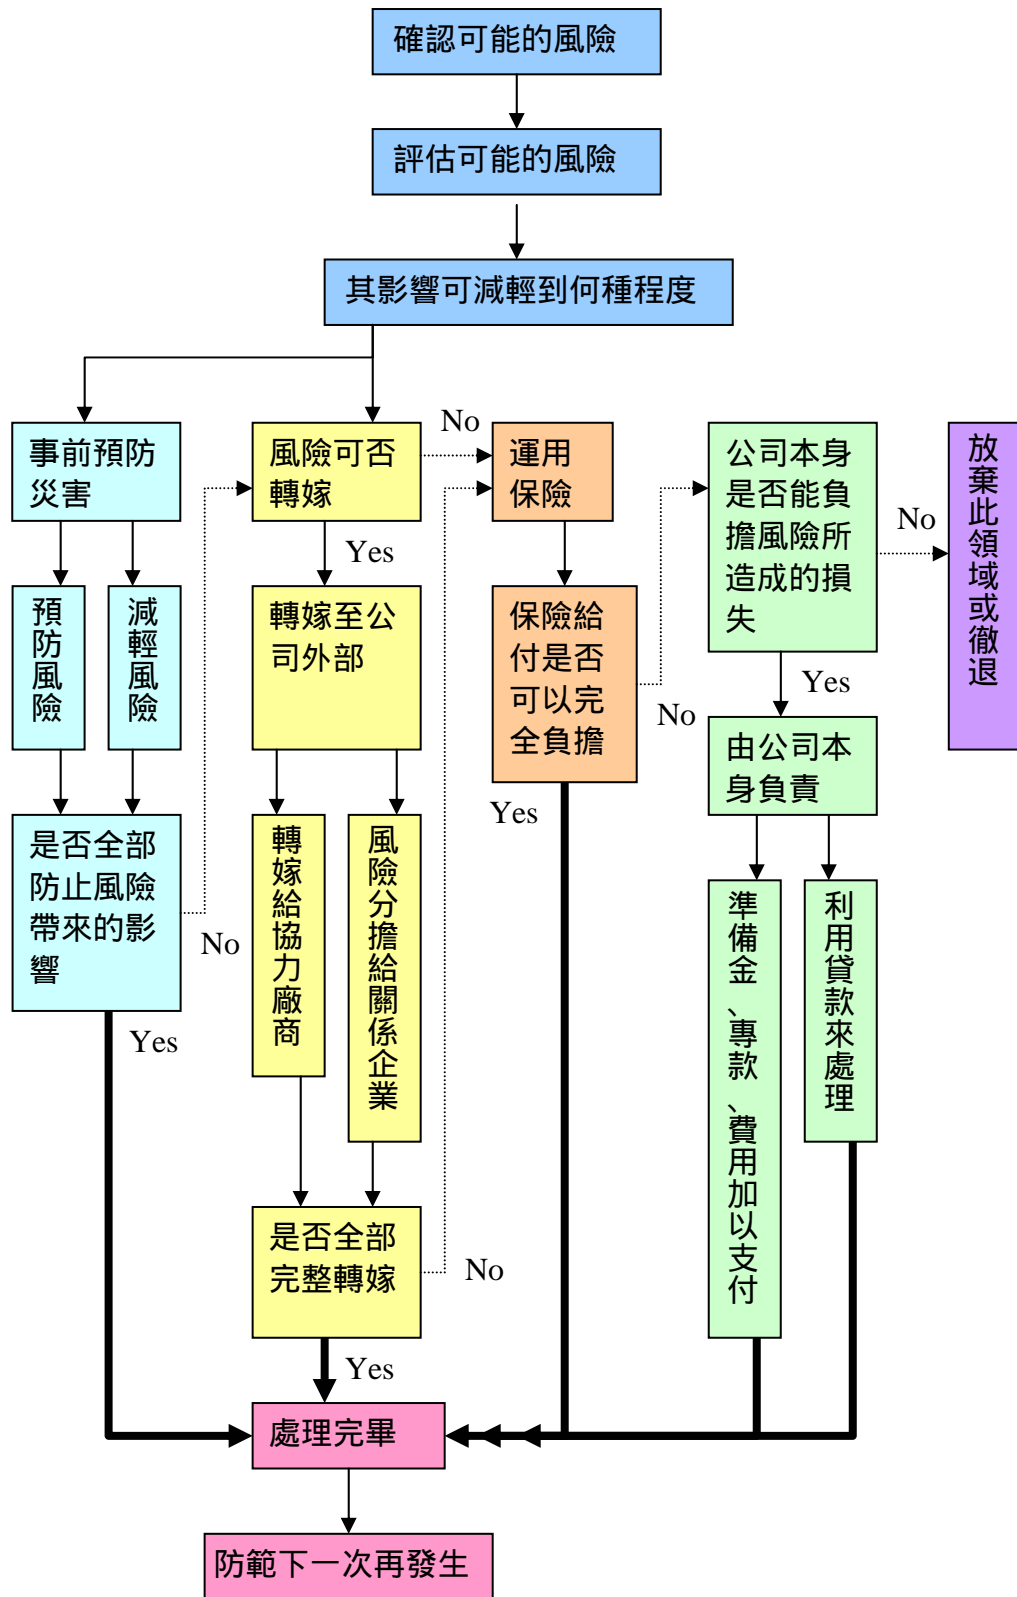 確認可能的風險
評估可能的風險
其影響可減輕到何種程度
事前預防
災害
風險可否
轉嫁
No
運用
保險
公司本身
是否能負
擔風險所
造成的損
失
No
放棄此領域或徹退
Yes
預防風險
減輕風險
轉嫁至公
司外部
保險給
付是否
可以完
全負擔
No
Yes
由公司本
身負責
是否全部
防止風險
帶來的影
響
No
Yes
轉嫁給協力廠商
風險分擔給關係企業
Yes
準備金、專款、費用加以支付
利用貸款來處理
是否全部
完整轉嫁
No
Yes
處理完畢
防範下一次再發生